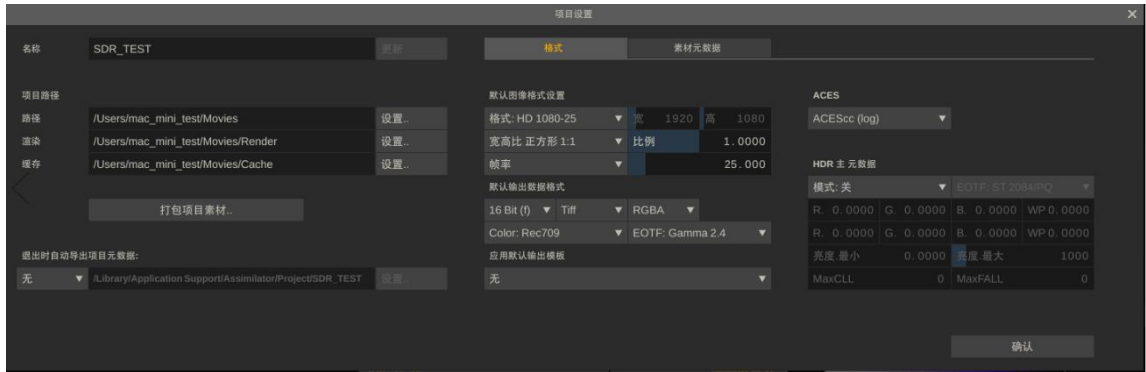 项目设置
名称 SDR_TEST 更新
格式 素材元数据
项目路径
路径 /Users/mac_mini_test/Movies 设置..
渲染 /Users/mac_mini_test/Movies/Render 设置..
缓存 /Users/mac_mini_test/Movies/Cache 设置..
打包项目素材..
退出时自动导出项目元数据:
无 /Library/Application Support/Assimilator/Project/SDR_TEST 设置..
默认图像格式设置
格式: HD 1080-25 宽 1920 高 1080
宽高比 正方形 1:1 比例 1.0000
帧率 25.000
默认输出数据格式
16 Bit (f) Tiff RGBA
Color: Rec709 EOTF: Gamma 2.4
应用默认输出模板
无
ACES
ACEScc (log)
HDR 主 元数据
模式: 关 EOTF: ST 2084/PQ
R. 0.0000 G. 0.0000 B. 0.0000 WP 0.0000
R. 0.0000 G. 0.0000 B. 0.0000 WP 0.0000
亮度.最小 0.0000 亮度.最大 1000
MaxCLL 0 MaxFALL 0
确认